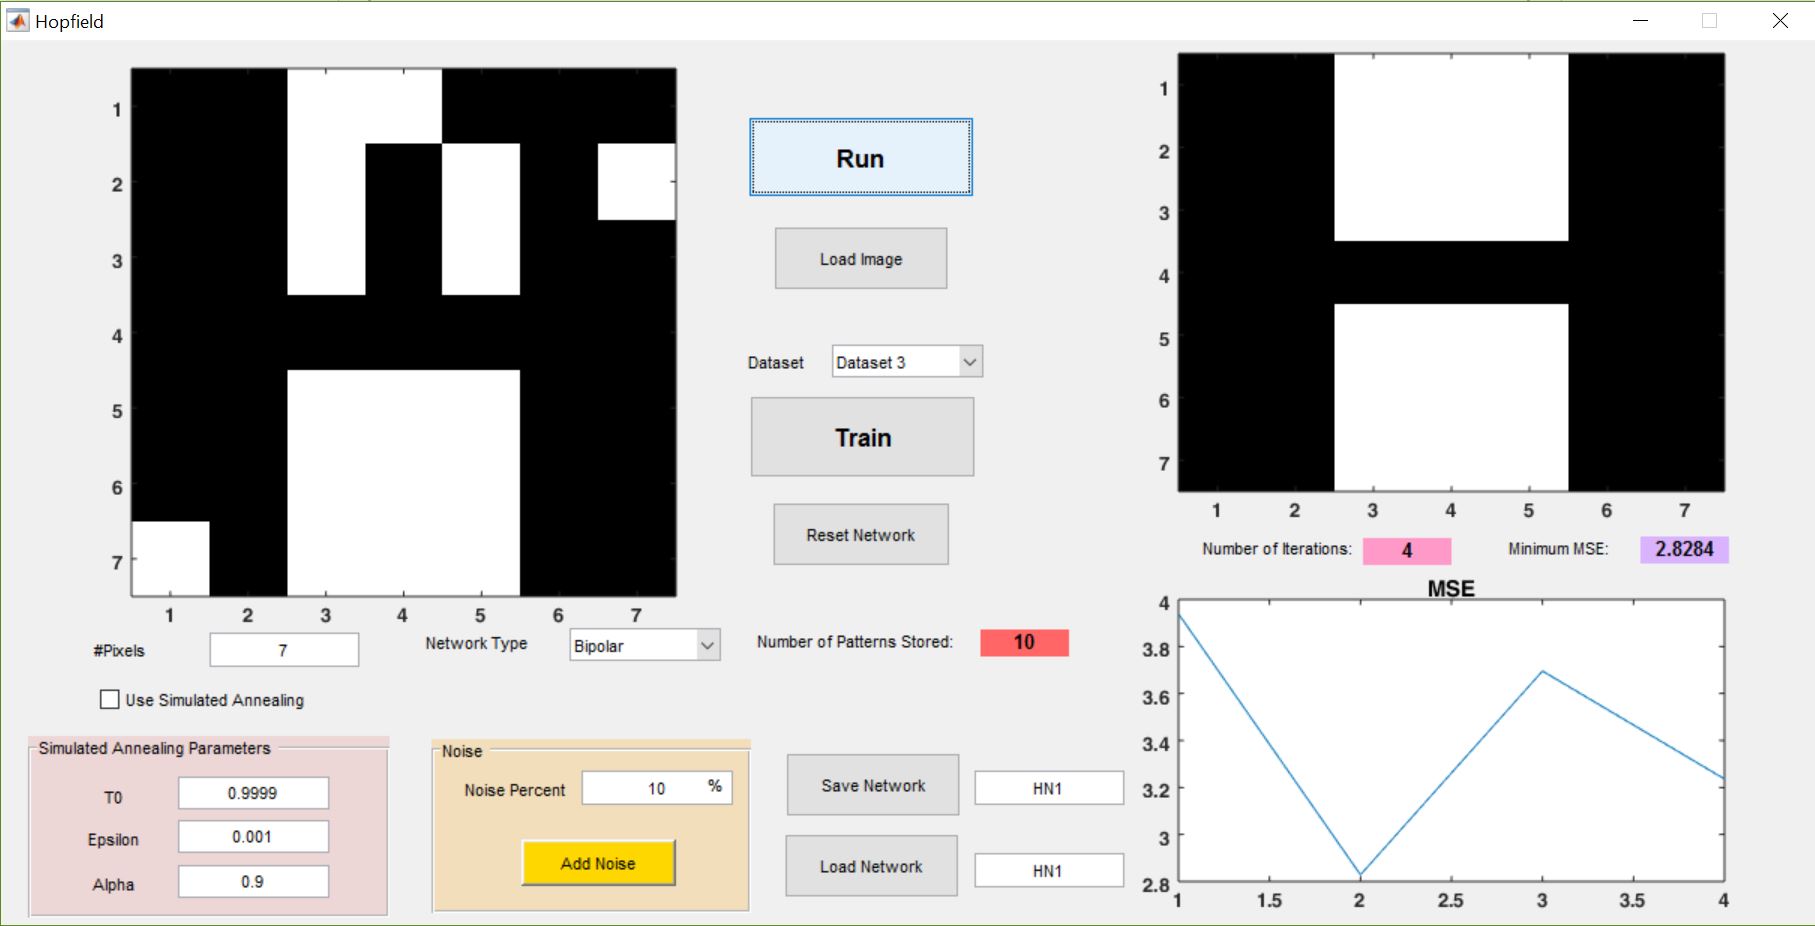 Hopfield
1
2
3
4
5
6
7
1 2 3 4 5 6 7
#Pixels 7
Network Type Bipolar
Use Simulated Annealing
Simulated Annealing Parameters
T0 0.9999
Epsilon 0.001
Alpha 0.9
Noise
Noise Percent 10 %
Add Noise
Run
Load Image
Dataset Dataset 3
Train
Reset Network
Number of Patterns Stored: 10
Save Network HN1
Load Network HN1
1
2
3
4
5
6
7
1 2 3 4 5 6 7
Number of Iterations: 4
Minimum MSE: 2.8284
MSE
4
3.8
3.6
3.4
3.2
3
2.8
1 1.5 2 2.5 3 3.5 4